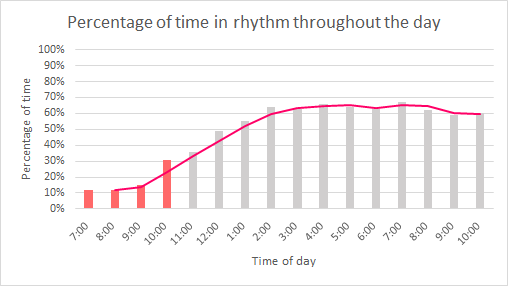 Percentage of time in rhythm throughout the day
Percentage of time
100%
90%
80%
70%
60%
50%
40%
30%
20%
10%
0%
7:00 8:00 9:00 10:00 11:00 12:00 1:00 2:00 3:00 4:00 5:00 6:00 7:00 8:00 9:00 10:00
Time of day